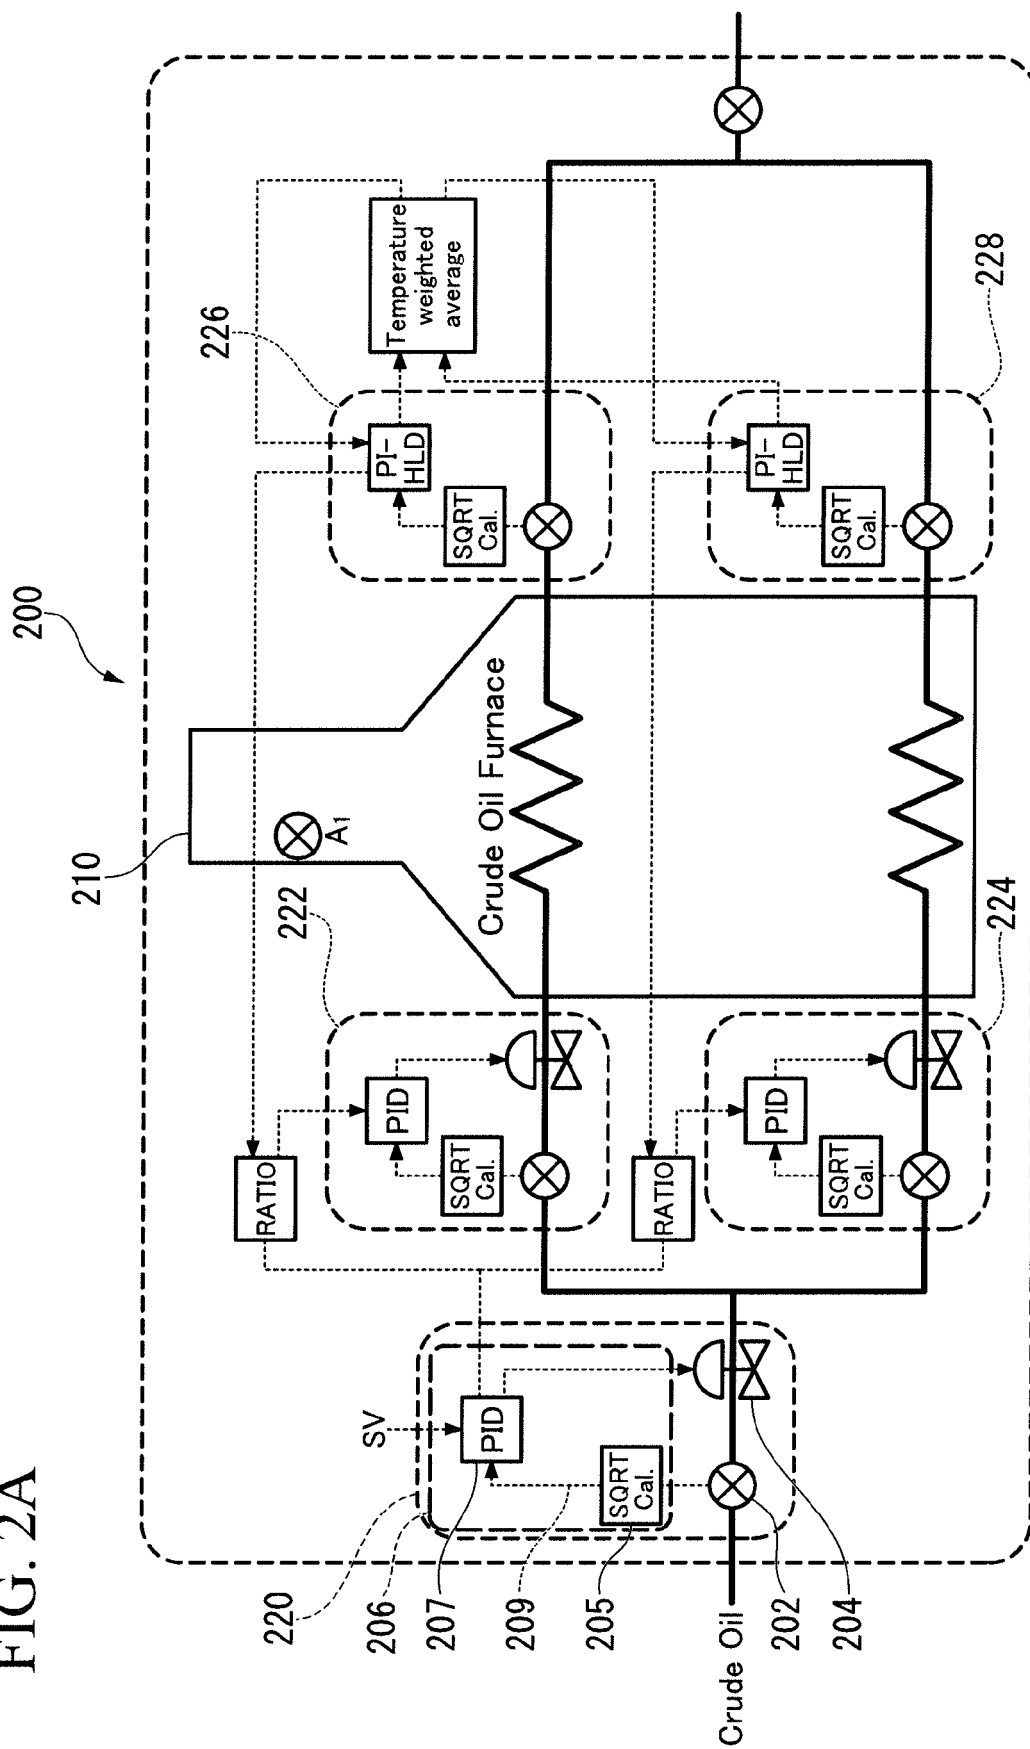 FIG. 2A
200
210
A1
Crude Oil Furnace
222
224
226
228
Temperature
weighted
average
PI-
HLD
SQRT
Cal.
PI-
HLD
SQRT
Cal.
RATIO
PID
SQRT
Cal.
RATIO
PID
SQRT
Cal.
SV
PID
SQRT
Cal.
220
206
207
209
205
202
204
Crude Oil